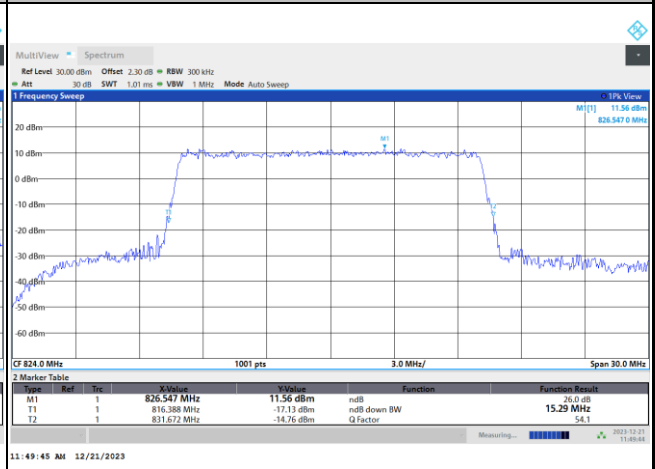 MultiView Spectrum
Ref Level 30.00 dBm Offset 2.30 dB RBW 300 kHz
Att 30 dB SWT 1.01 ms VBW 1 MHz Mode Auto Sweep
1 Frequency Sweep 1Pk View
M1[1] 11.56 dBm
826.547 0 MHz
20 dBm
M1
10 dBm
0 dBm
-10 dBm
T1
T2
-20 dBm
-30 dBm
-40 dBm
-50 dBm
-60 dBm
CF 824.0 MHz 1001 pts 3.0 MHz/ Span 30.0 MHz
2 Marker Table
Type Ref Trc X-Value Y-Value Function Function Result
M1 1 826.547 MHz 11.56 dBm ndB 26.0 dB
T1 1 816.388 MHz -17.13 dBm ndB down BW 15.29 MHz
T2 1 831.672 MHz -14.76 dBm Q Factor 54.1
Measuring... 2023-12-21
11:49:44
11:49:45 AM 12/21/2023